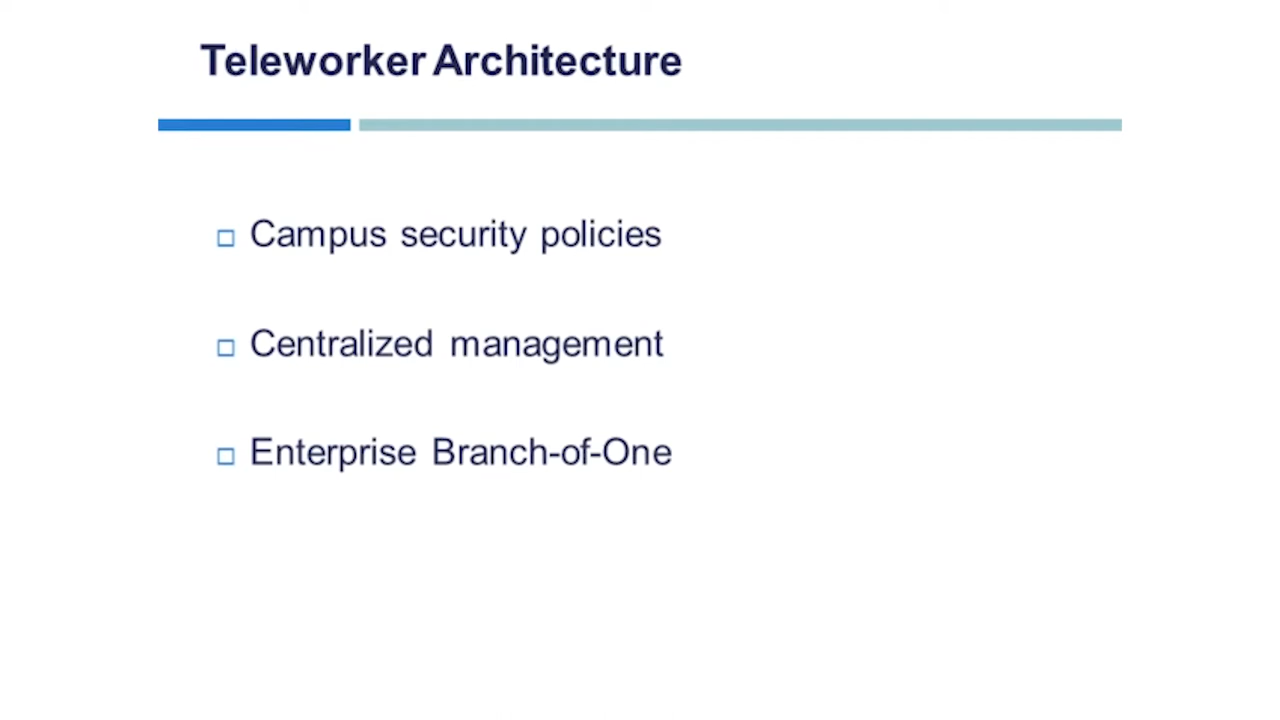 Teleworker Architecture
Campus security policies
Centralized management
Enterprise Branch-of-One